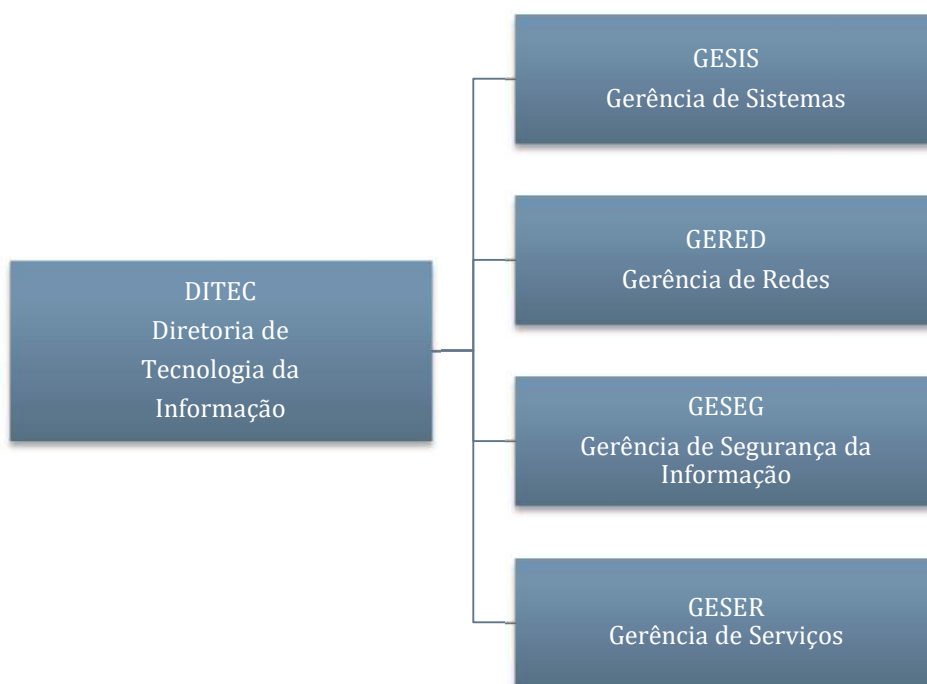 DITEC
Diretoria de
Tecnologia da
Informação
GESIS
Gerência de Sistemas
GERED
Gerência de Redes
GESEG
Gerência de Segurança da
Informação
GESER
Gerência de Serviços